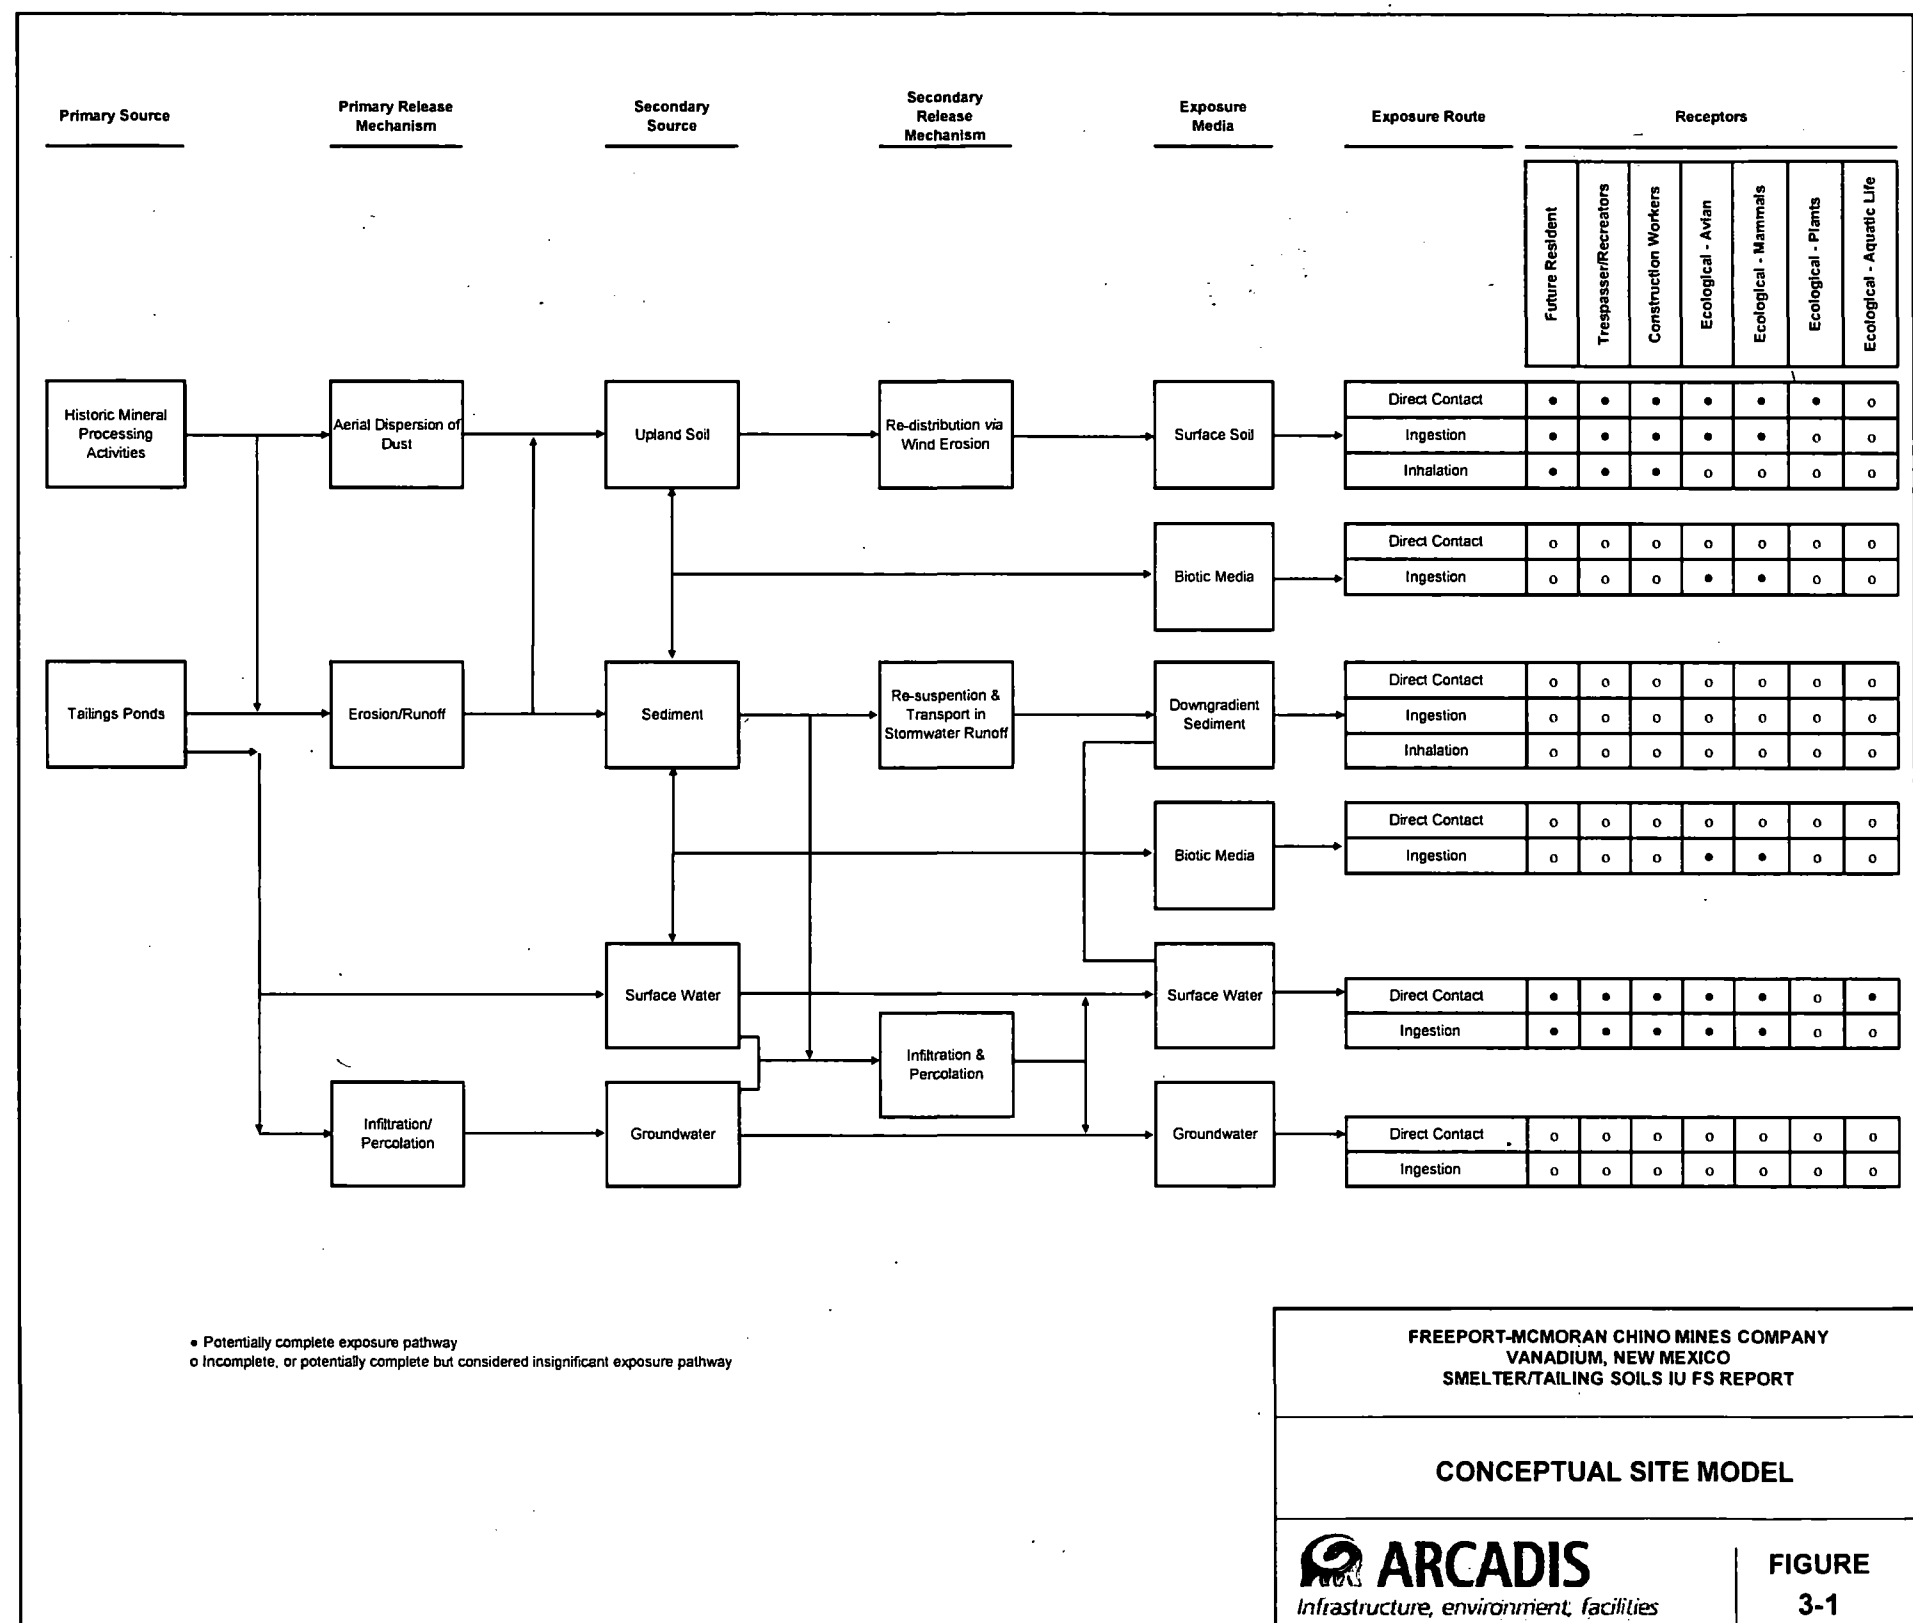 Primary Source
Primary Release
Mechanism
Secondary
Source
Secondary
Release
Mechanism
Exposure
Media
Exposure Route
Receptors
Future Resident
Trespasser/Recreators
Construction Workers
Ecological - Avian
Ecological - Mammals
Ecological - Plants
Ecological - Aquatic Life
Historic Mineral
Processing
Activities
Aerial Dispersion of
Dust
Upland Soil
Re-distribution via
Wind Erosion
Surface Soil
Direct Contact ● ● ● ● ● ● o
Ingestion ● ● ● ● ● o o
Inhalation ● ● ● o o o o
Biotic Media
Direct Contact o o o o o o o
Ingestion o o o ● ● o o
Tailings Ponds
Erosion/Runoff
Sediment
Re-suspention &
Transport in
Stormwater Runoff
Downgradient
Sediment
Direct Contact o o o o o o o
Ingestion o o o o o o o
Inhalation o o o o o o o
Biotic Media
Direct Contact o o o o o o o
Ingestion o o o ● ● o o
Surface Water
Surface Water
Direct Contact ● ● ● ● ● o ●
Ingestion ● ● ● ● ● o o
Infiltration &
Percolation
Infiltration/
Percolation
Groundwater
Groundwater
Direct Contact o o o o o o o
Ingestion o o o o o o o
● Potentially complete exposure pathway
o Incomplete, or potentially complete but considered insignificant exposure pathway
FREEPORT-MCMORAN CHINO MINES COMPANY
VANADIUM, NEW MEXICO
SMELTER/TAILING SOILS IU FS REPORT
CONCEPTUAL SITE MODEL
ARCADIS
Infrastructure, environment, facilities
FIGURE
3-1